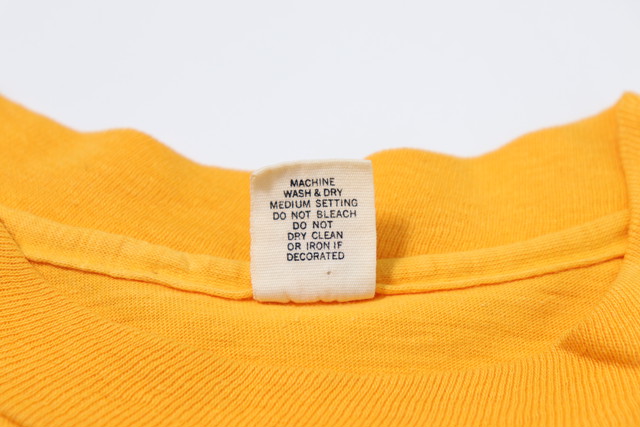 MACHINE
WASH & DRY
MEDIUM SETTING
DO NOT BLEACH
DO NOT
DRY CLEAN
OR IRON IF
DECORATED